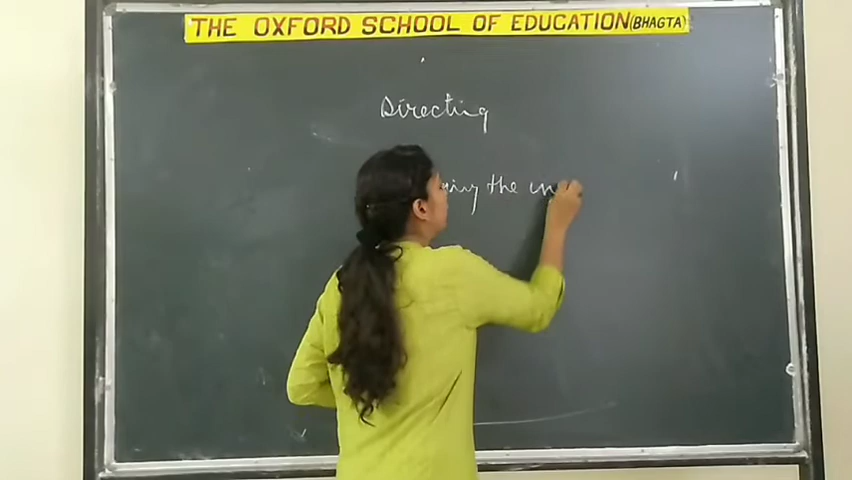 THE OXFORD SCHOOL OF EDUCATION(BHAGTA)
Directing
the